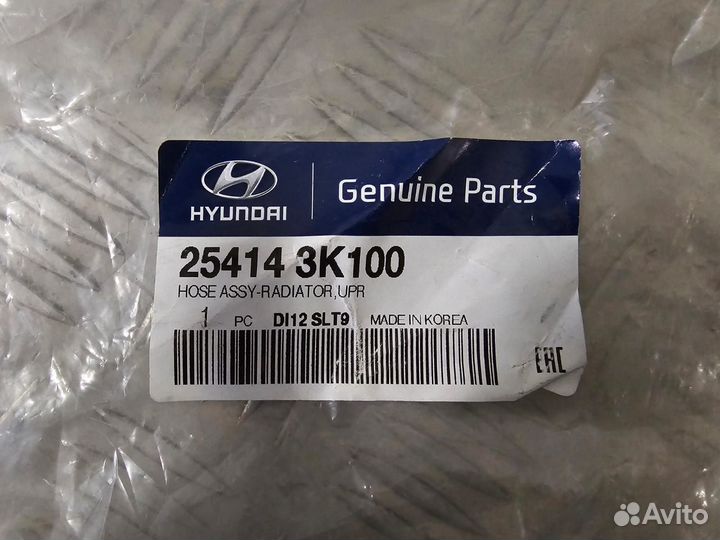 HYUNDAI
Genuine Parts
25414 3K100
HOSE ASSY-RADIATOR,UPR
1 PC DI12 SLT9 MADE IN KOREA
EAC
Avito